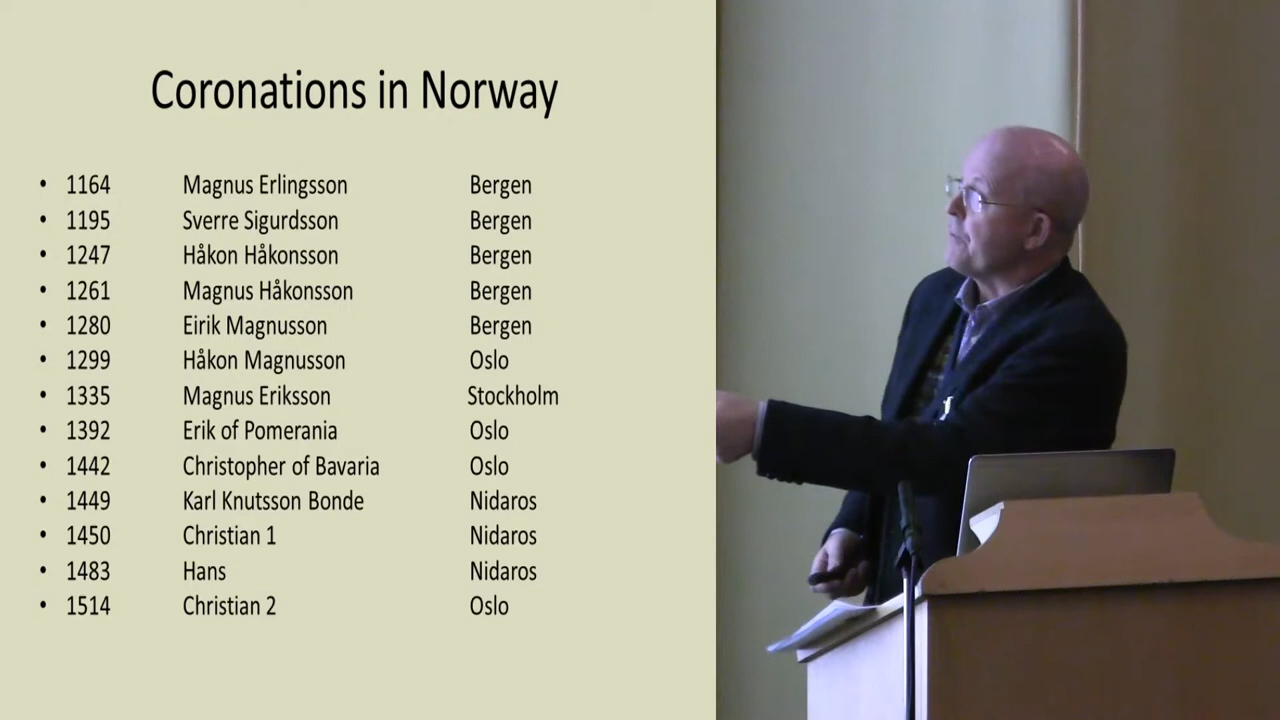 Coronations in Norway
• 1164 Magnus Erlingsson Bergen
• 1195 Sverre Sigurdsson Bergen
• 1247 Håkon Håkonsson Bergen
• 1261 Magnus Håkonsson Bergen
• 1280 Eirik Magnusson Bergen
• 1299 Håkon Magnusson Oslo
• 1335 Magnus Eriksson Stockholm
• 1392 Erik of Pomerania Oslo
• 1442 Christopher of Bavaria Oslo
• 1449 Karl Knutsson Bonde Nidaros
• 1450 Christian 1 Nidaros
• 1483 Hans Nidaros
• 1514 Christian 2 Oslo